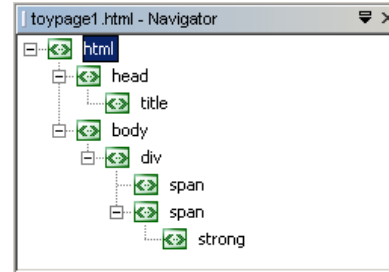 toypage1.html - Navigator
html
head
title
body
div
span
span
strong